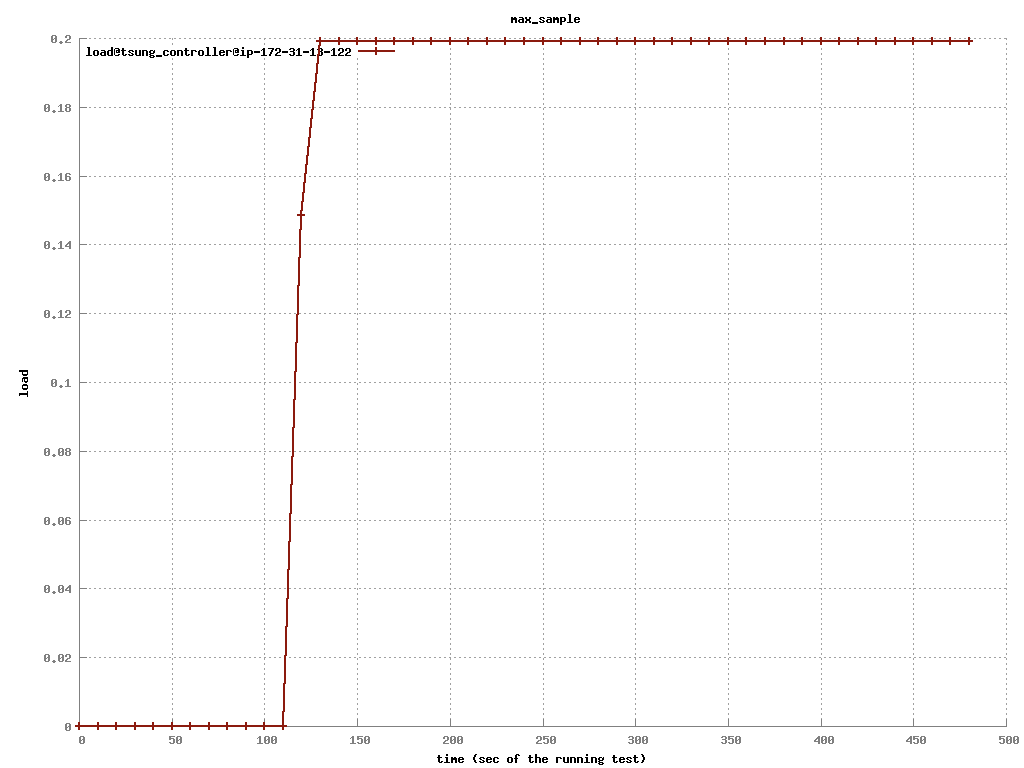 max_sample
0.2
load@tsung_controller@ip-172-31-13-122
0.18
0.16
0.14
0.12
load
0.1
0.08
0.06
0.04
0.02
0
0 50 100 150 200 250 300 350 400 450 500
time (sec of the running test)